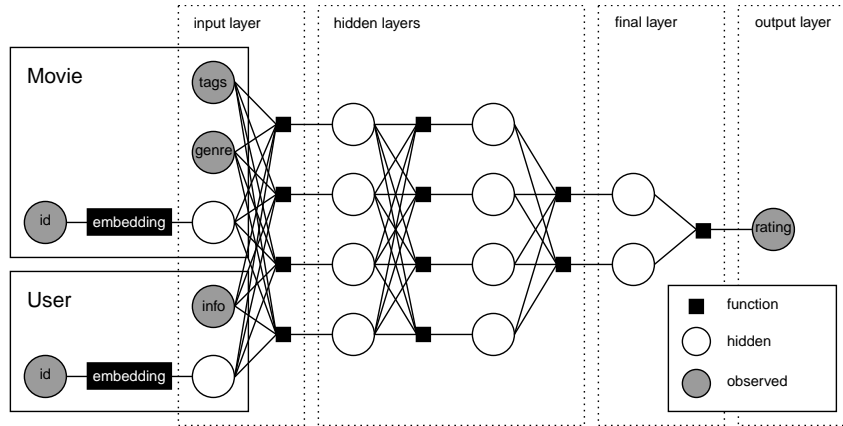 input layer
hidden layers
final layer
output layer
Movie
tags
genre
id
embedding
User
info
id
embedding
rating
function
hidden
observed